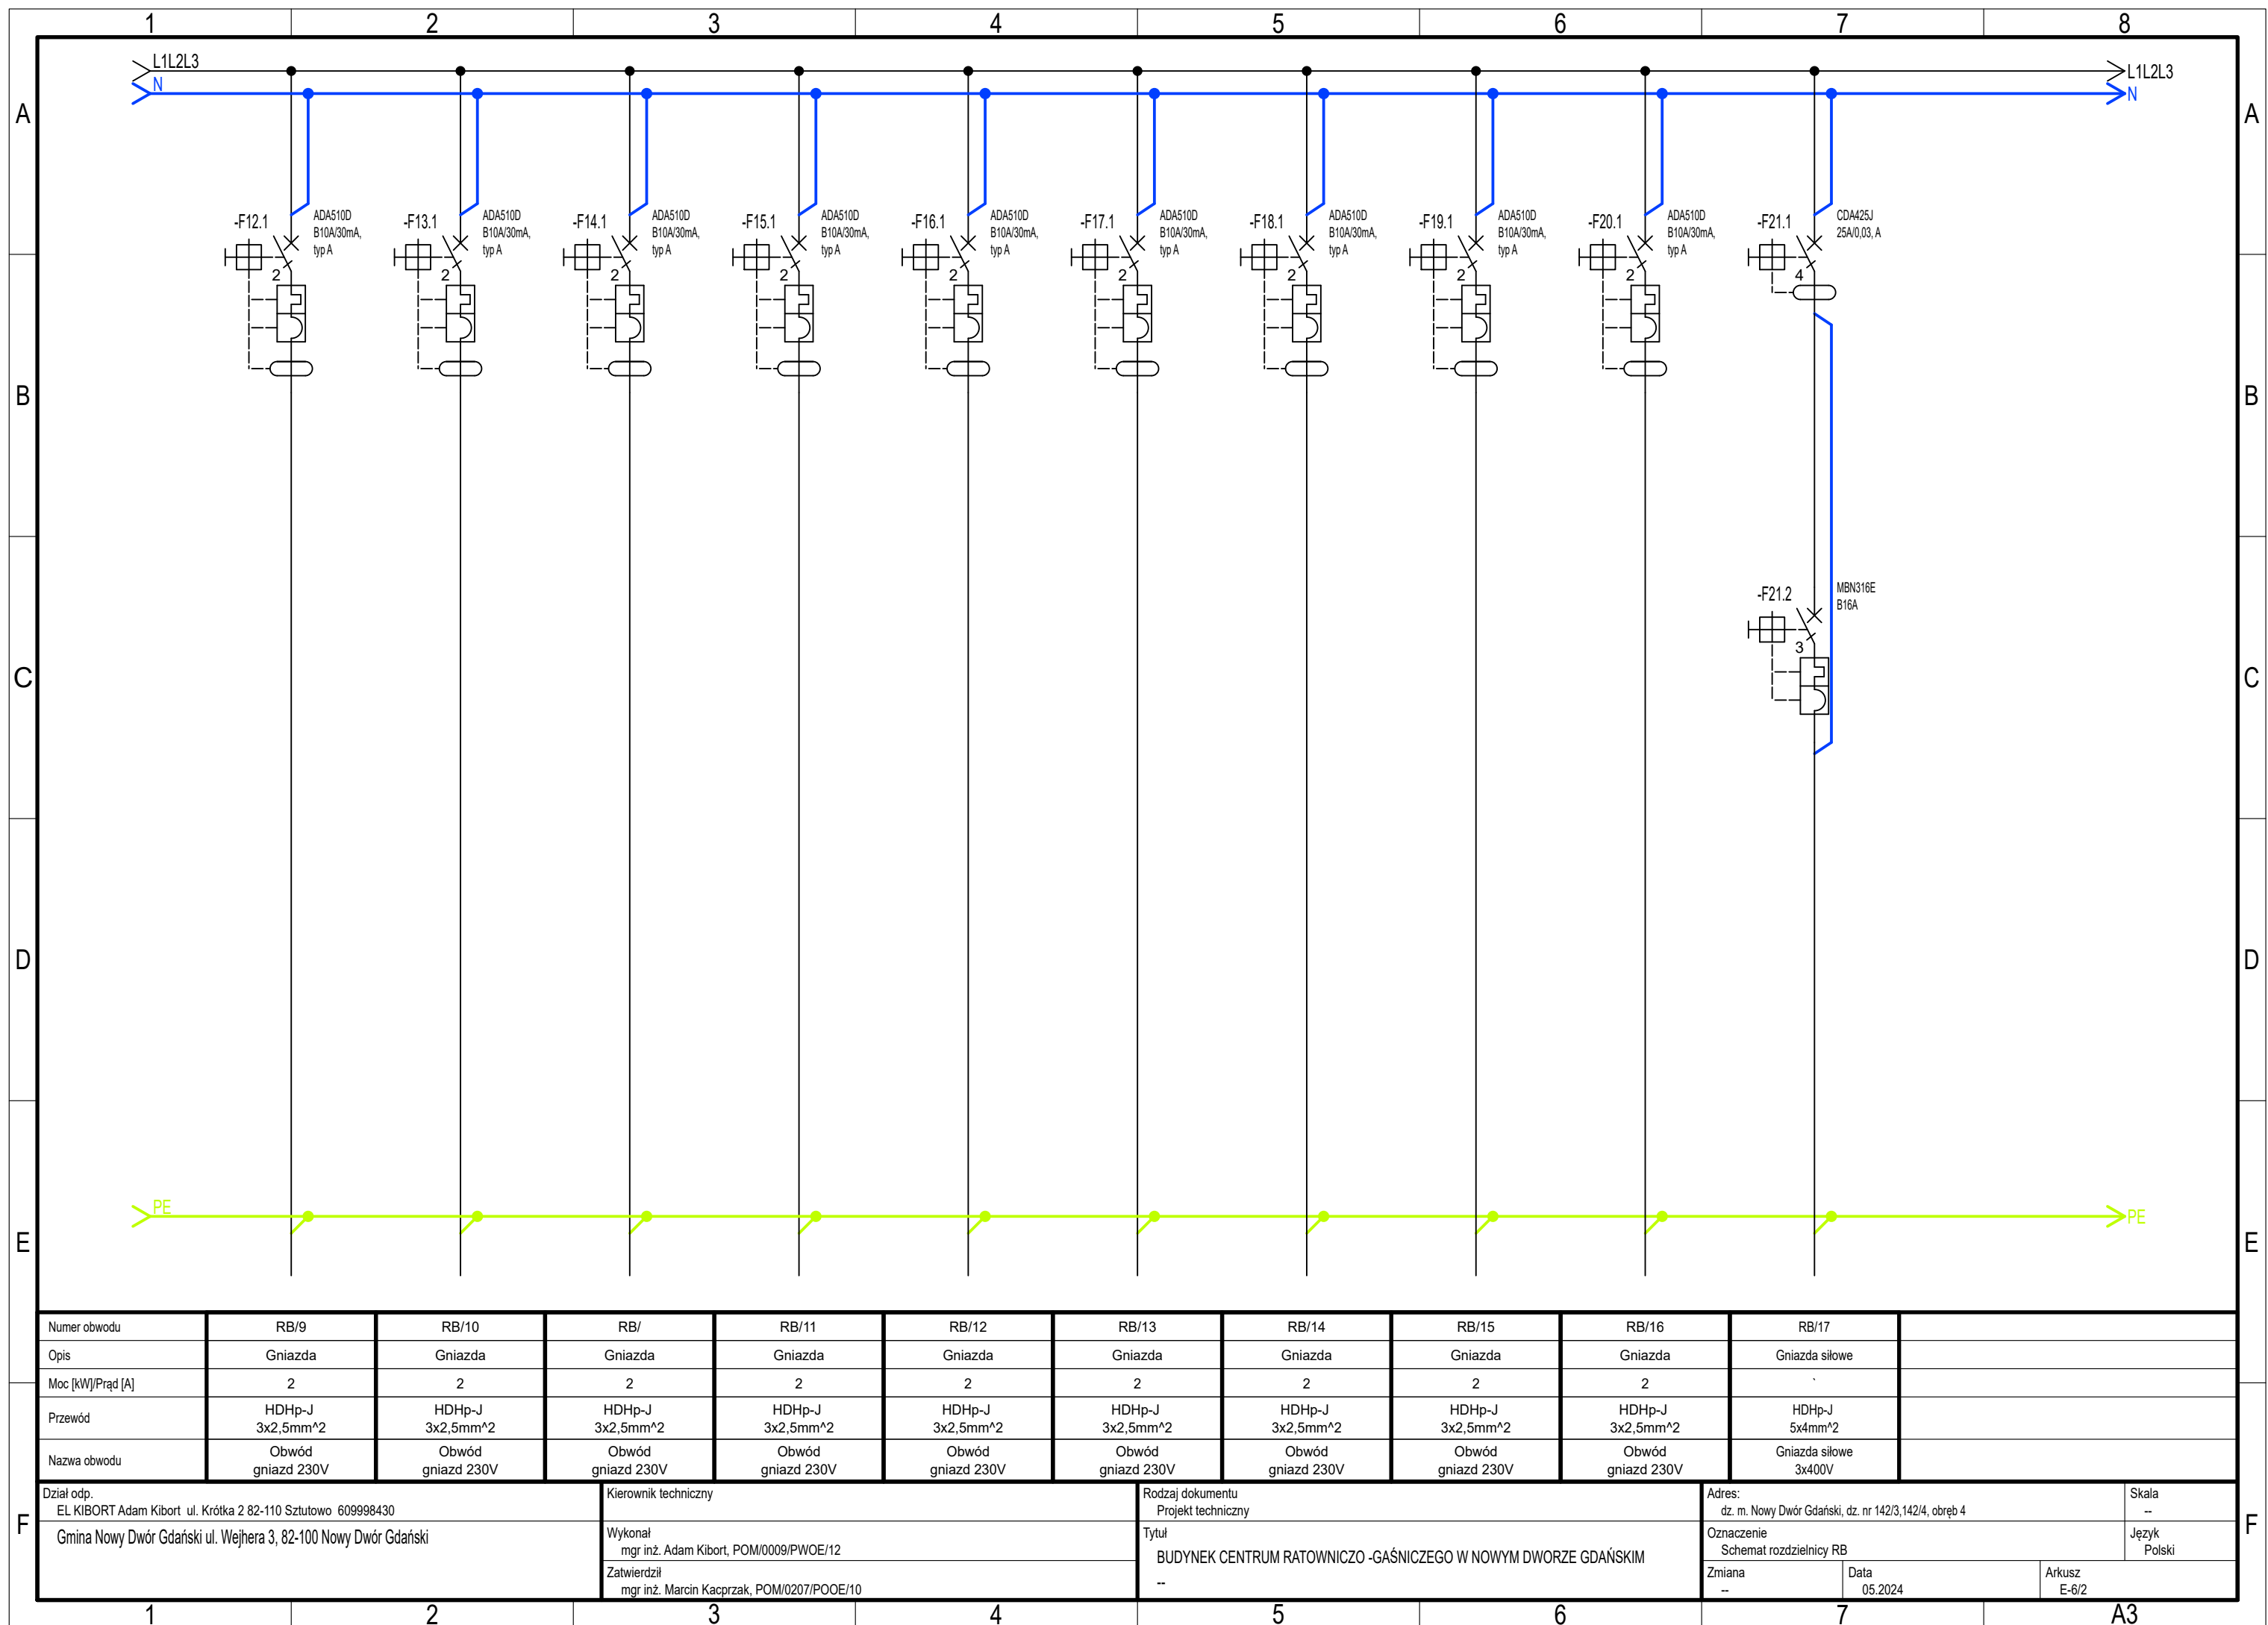 1 2 3 4 5 6 7 8
L1L2L3 L1L2L3
N N
A A
-F12.1 ADA510D -F13.1 ADA510D -F14.1 ADA510D -F15.1 ADA510D -F16.1 ADA510D -F17.1 ADA510D -F18.1 ADA510D -F19.1 ADA510D -F20.1 ADA510D -F21.1 CDA425J
B10A/30mA, B10A/30mA, B10A/30mA, B10A/30mA, B10A/30mA, B10A/30mA, B10A/30mA, B10A/30mA, B10A/30mA, 25A/0,03, A
typ A typ A typ A typ A typ A typ A typ A typ A typ A
2 2 2 2 2 2 2 2 2 4
B B
-F21.2 MBN316E
B16A
3
C C
D D
PE PE
E E
Numer obwodu RB/9 RB/10 RB/ RB/11 RB/12 RB/13 RB/14 RB/15 RB/16 RB/17
Opis Gniazda Gniazda Gniazda Gniazda Gniazda Gniazda Gniazda Gniazda Gniazda Gniazda siłowe
Moc [kW]/Prąd [A] 2 2 2 2 2 2 2 2 2 `
Przewód HDHp-J HDHp-J HDHp-J HDHp-J HDHp-J HDHp-J HDHp-J HDHp-J HDHp-J HDHp-J
3x2,5mm^2 3x2,5mm^2 3x2,5mm^2 3x2,5mm^2 3x2,5mm^2 3x2,5mm^2 3x2,5mm^2 3x2,5mm^2 3x2,5mm^2 5x4mm^2
Nazwa obwodu Obwód Obwód Obwód Obwód Obwód Obwód Obwód Obwód Obwód Gniazda siłowe
gniazd 230V gniazd 230V gniazd 230V gniazd 230V gniazd 230V gniazd 230V gniazd 230V gniazd 230V gniazd 230V 3x400V
Dział odp.
EL KIBORT Adam Kibort ul. Krótka 2 82-110 Sztutowo 609998430
Gmina Nowy Dwór Gdański ul. Wejhera 3, 82-100 Nowy Dwór Gdański
Kierownik techniczny
Wykonał
mgr inż. Adam Kibort, POM/0009/PWOE/12
Zatwierdził
mgr inż. Marcin Kacprzak, POM/0207/POOE/10
Rodzaj dokumentu
Projekt techniczny
Tytuł
BUDYNEK CENTRUM RATOWNICZO -GAŚNICZEGO W NOWYM DWORZE GDAŃSKIM
--
Adres:
dz. m. Nowy Dwór Gdański, dz. nr 142/3,142/4, obręb 4
Skala
--
Oznaczenie
Schemat rozdzielnicy RB
Język
Polski
Zmiana
--
Data
05.2024
Arkusz
E-6/2
F F
1 2 3 4 5 6 7 A3